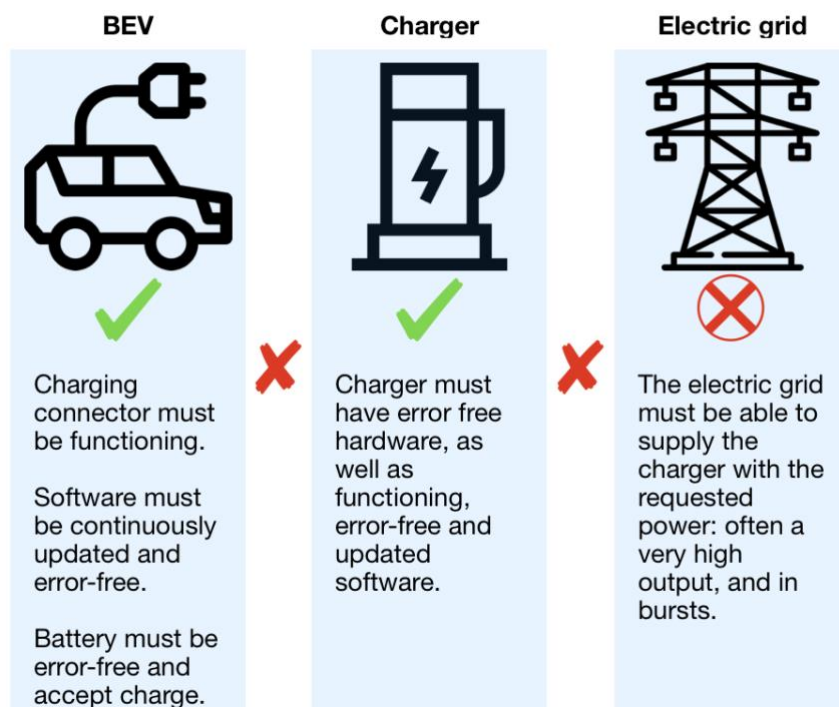 BEV
Charging
connector must
be functioning.
Software must
be continuously
updated and
error-free.
Battery must be
error-free and
accept charge.
Charger
Charger must
have error free
hardware, as
well as
functioning,
error-free and
updated
software.
Electric grid
The electric grid
must be able to
supply the
charger with the
requested
power: often a
very high
output, and in
bursts.